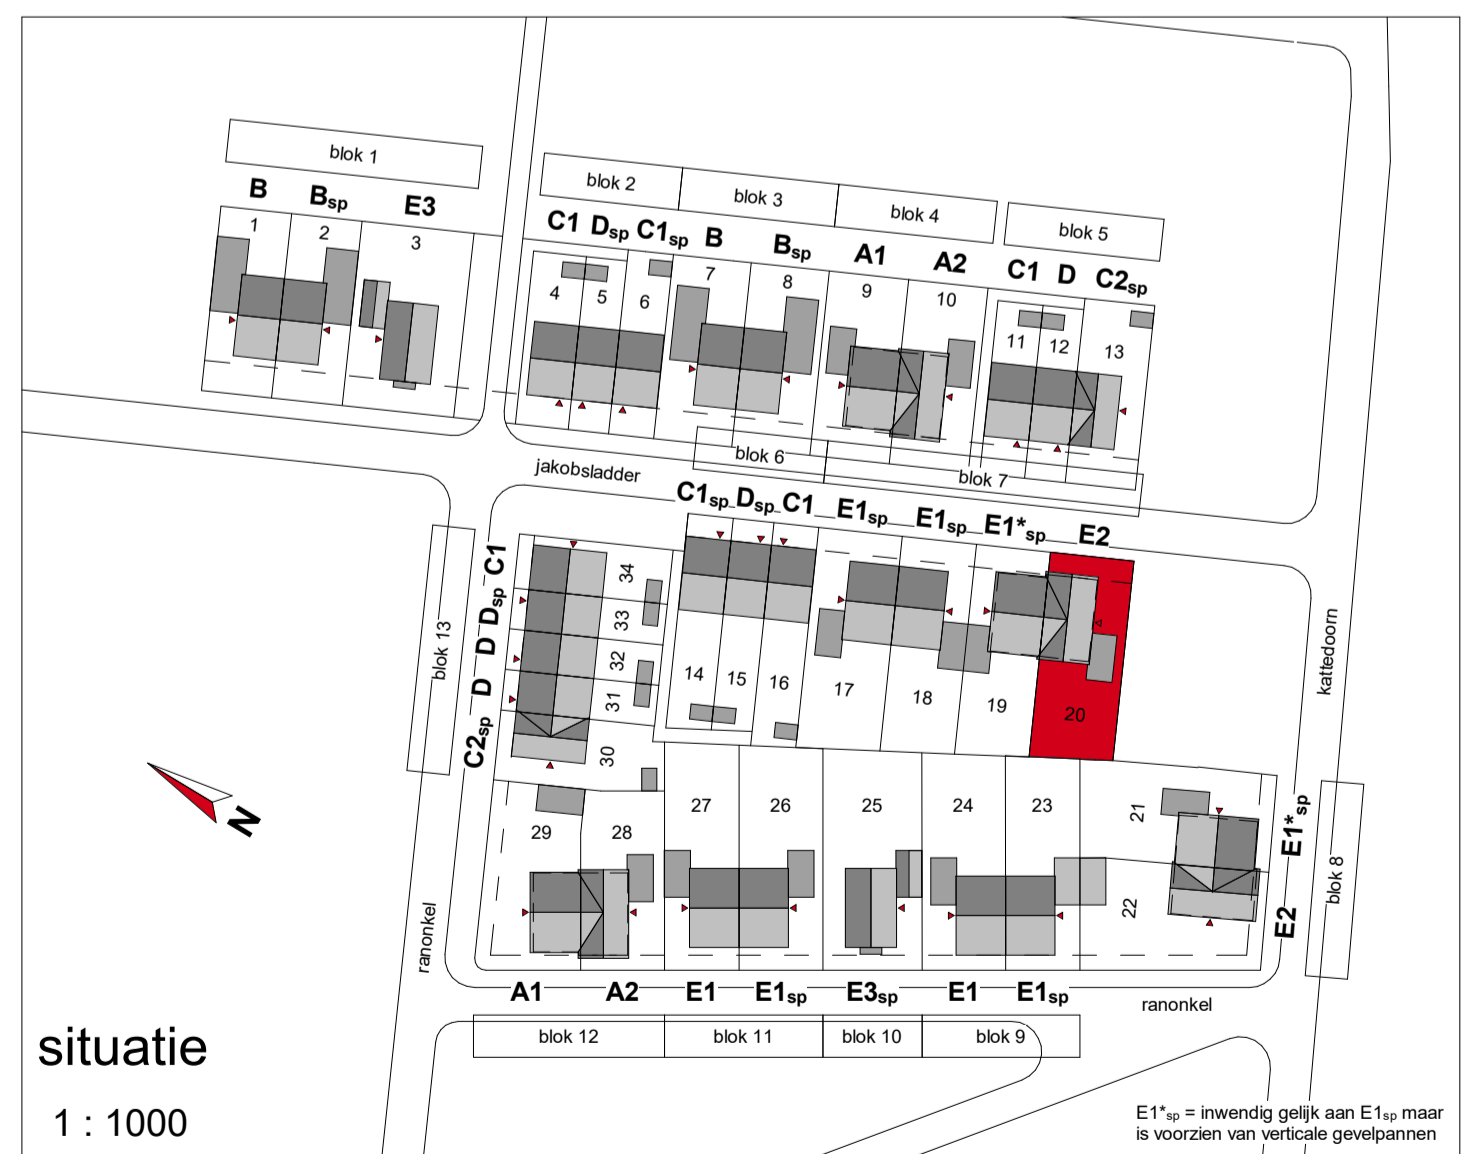 blok 1
B Bsp E3
1 2 3
blok 2 blok 3 blok 4 blok 5
C1 Dsp C1sp B Bsp A1 A2 C1 D C2sp
4 5 6 7 8 9 10 11 12 13
jakobsladder
blok 6 blok 7
C1sp Dsp C1 E1sp E1sp E1*sp E2
14 15 16 17 18 19 20
blok 13
C1
Dsp
D
D
C2sp
34
33
32
31
30
kattedoorn
N
29 28 27 26 25 24 23 21
22
E1*sp
E2
blok 8
ranonkel
A1 A2 E1 E1sp E3sp E1 E1sp
ranonkel
blok 12 blok 11 blok 10 blok 9
situatie
1 : 1000
E1*sp = inwendig gelijk aan E1sp maar
is voorzien van verticale gevelpannen